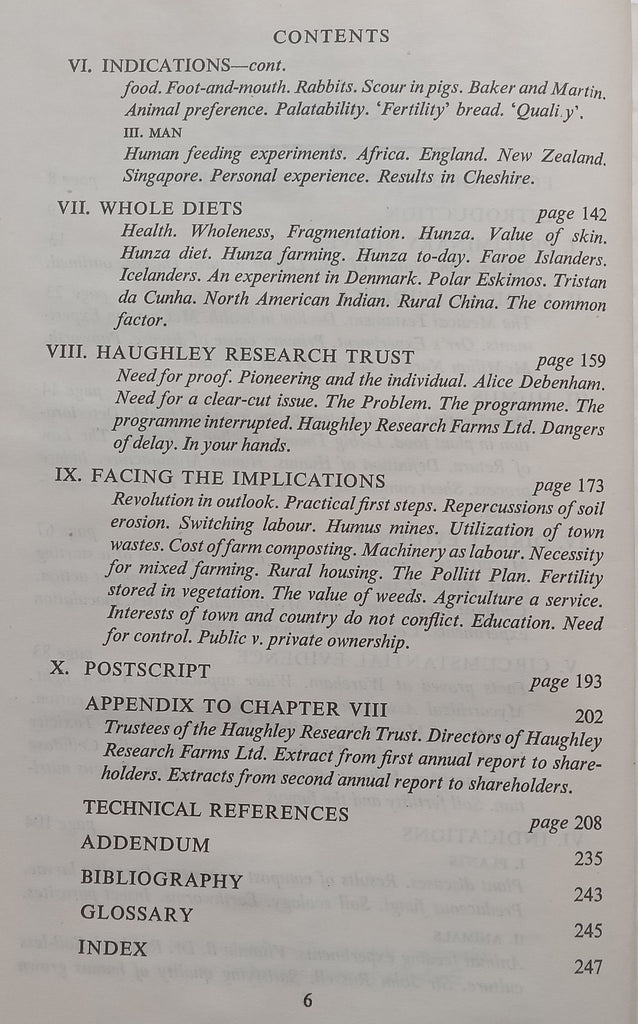 CONTENTS
VI. INDICATIONS—cont.
food. Foot-and-mouth. Rabbits. Scour in pigs. Baker and Martin.
Animal preference. Palatability. 'Fertility' bread. 'Quali.y'.
III. MAN
Human feeding experiments. Africa. England. New Zealand.
Singapore. Personal experience. Results in Cheshire.
VII. WHOLE DIETS page 142
Health. Wholeness, Fragmentation. Hunza. Value of skin.
Hunza diet. Hunza farming. Hunza to-day. Faroe Islanders.
Icelanders. An experiment in Denmark. Polar Eskimos. Tristan
da Cunha. North American Indian. Rural China. The common
factor.
VIII. HAUGHLEY RESEARCH TRUST page 159
Need for proof. Pioneering and the individual. Alice Debenham.
Need for a clear-cut issue. The Problem. The programme. The
programme interrupted. Haughley Research Farms Ltd. Dangers
of delay. In your hands.
IX. FACING THE IMPLICATIONS page 173
Revolution in outlook. Practical first steps. Repercussions of soil
erosion. Switching labour. Humus mines. Utilization of town
wastes. Cost of farm composting. Machinery as labour. Necessity
for mixed farming. Rural housing. The Pollitt Plan. Fertility
stored in vegetation. The value of weeds. Agriculture a service.
Interests of town and country do not conflict. Education. Need
for control. Public v. private ownership.
X. POSTSCRIPT page 193
APPENDIX TO CHAPTER VIII 202
Trustees of the Haughley Research Trust. Directors of Haughley
Research Farms Ltd. Extract from first annual report to share-
holders. Extracts from second annual report to shareholders.
TECHNICAL REFERENCES page 208
ADDENDUM 235
BIBLIOGRAPHY 243
GLOSSARY 245
INDEX 247
6